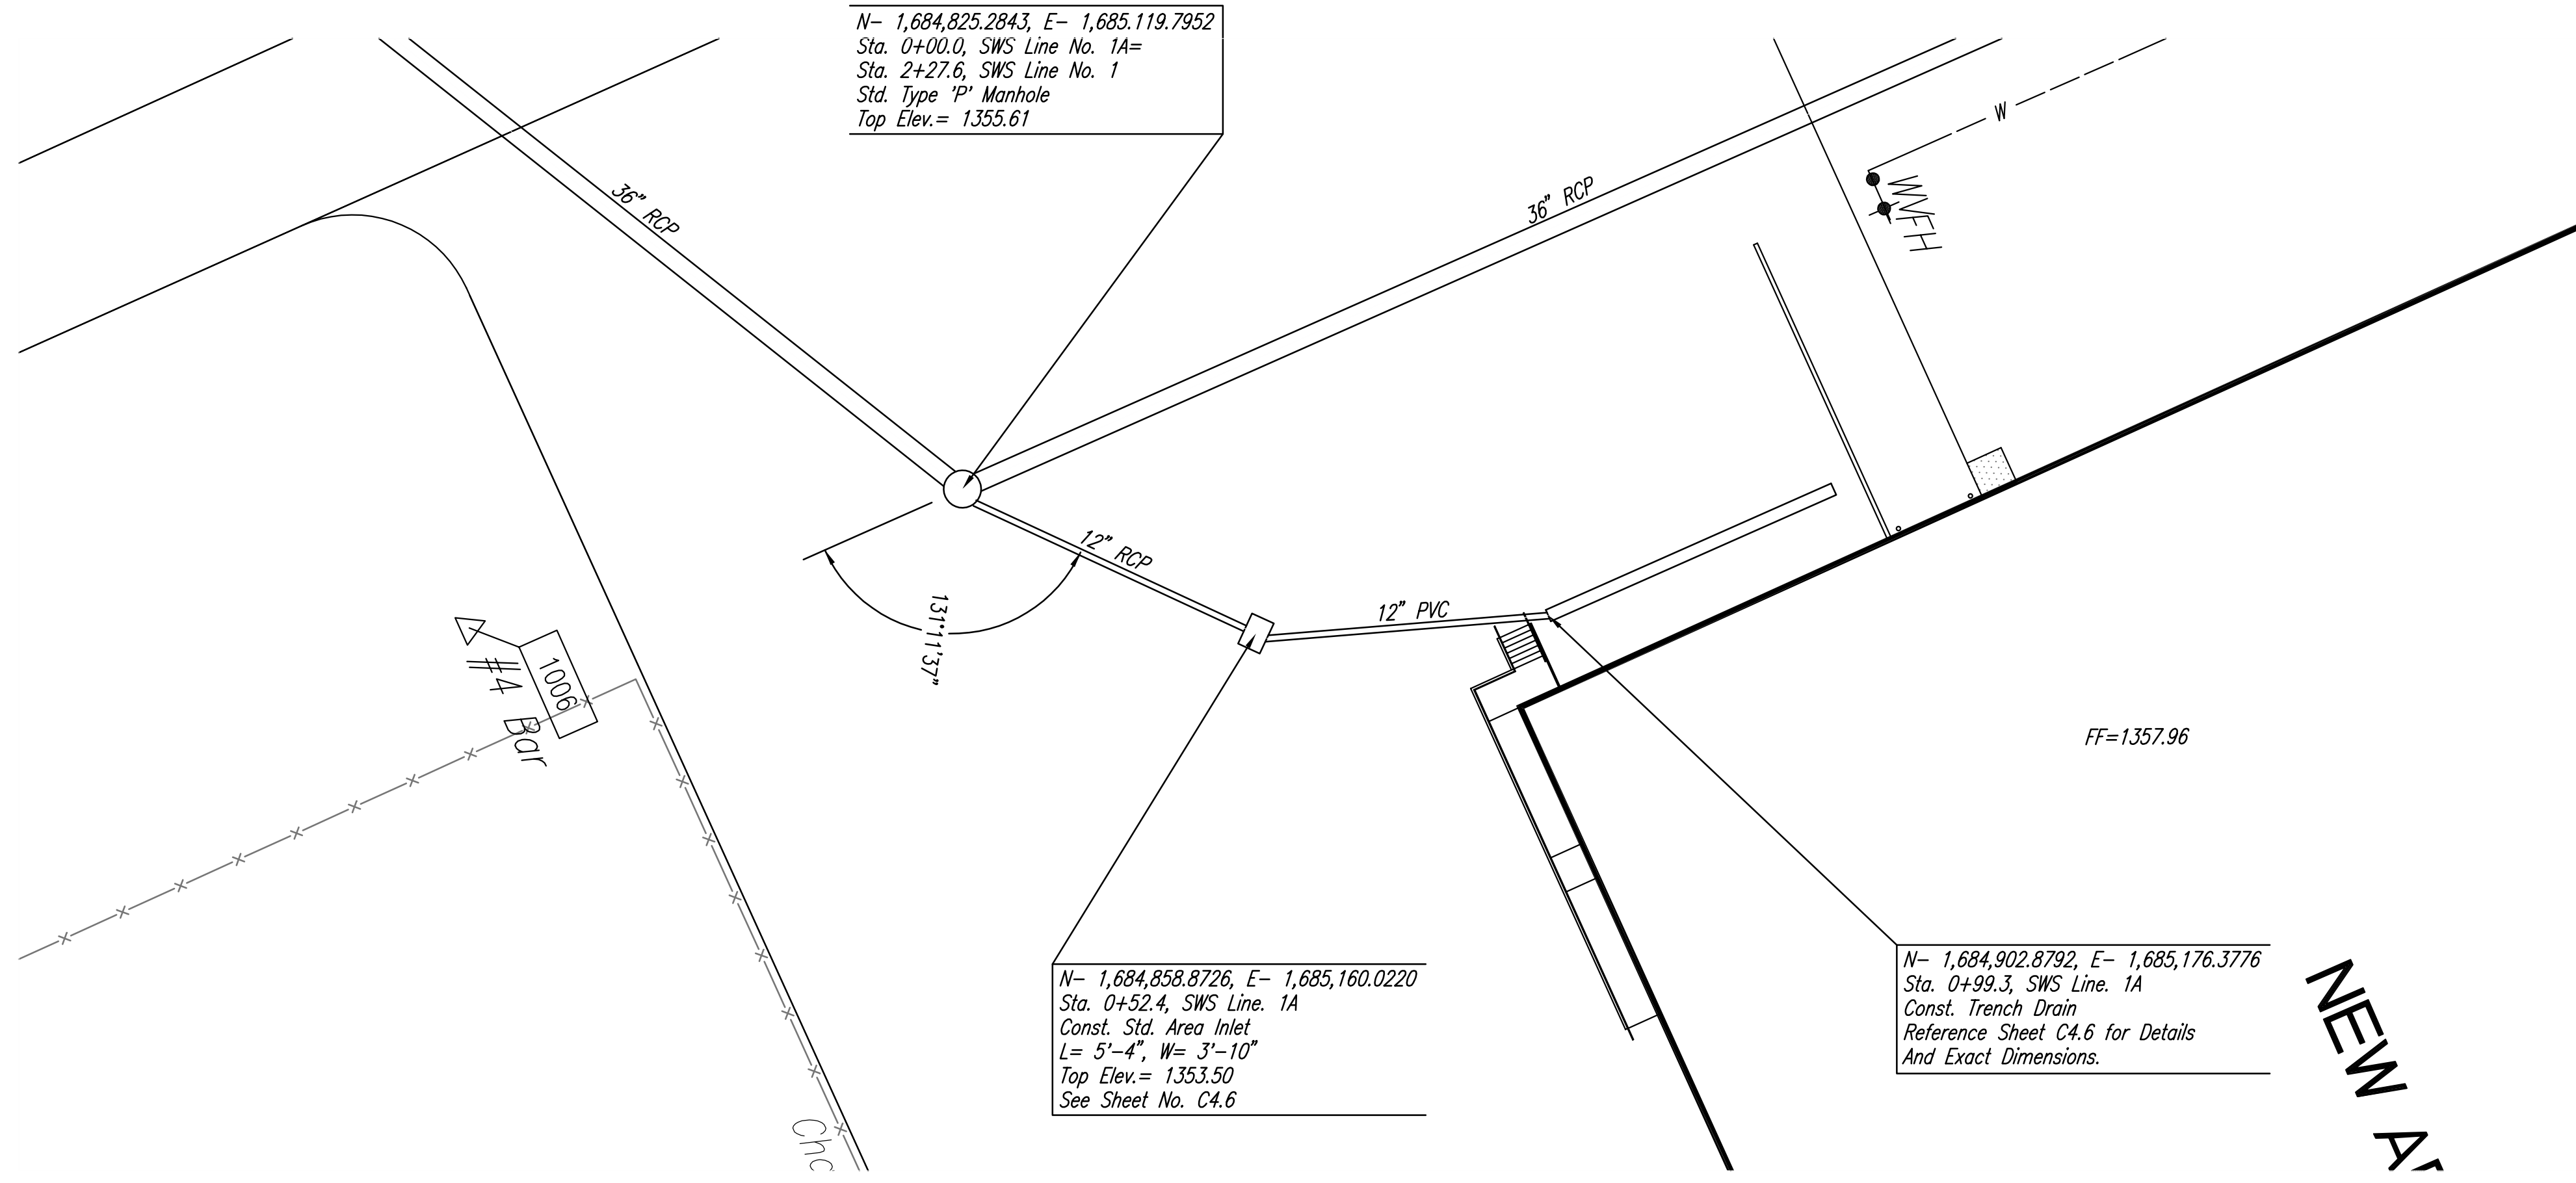 N- 1,684,825.2843, E- 1,685.119.7952
Sta. 0+00.0, SWS Line No. 1A=
Sta. 2+27.6, SWS Line No. 1
Std. Type 'P' Manhole
Top Elev.= 1355.61
W
WVFH
36" RCP
36" RCP
12" RCP
12" PVC
131°11'37"
1006
#4 Bar
FF=1357.96
N- 1,684,858.8726, E- 1,685,160.0220
Sta. 0+52.4, SWS Line. 1A
Const. Std. Area Inlet
L= 5'-4", W= 3'-10"
Top Elev.= 1353.50
See Sheet No. C4.6
N- 1,684,902.8792, E- 1,685,176.3776
Sta. 0+99.3, SWS Line. 1A
Const. Trench Drain
Reference Sheet C4.6 for Details
And Exact Dimensions.
NEW